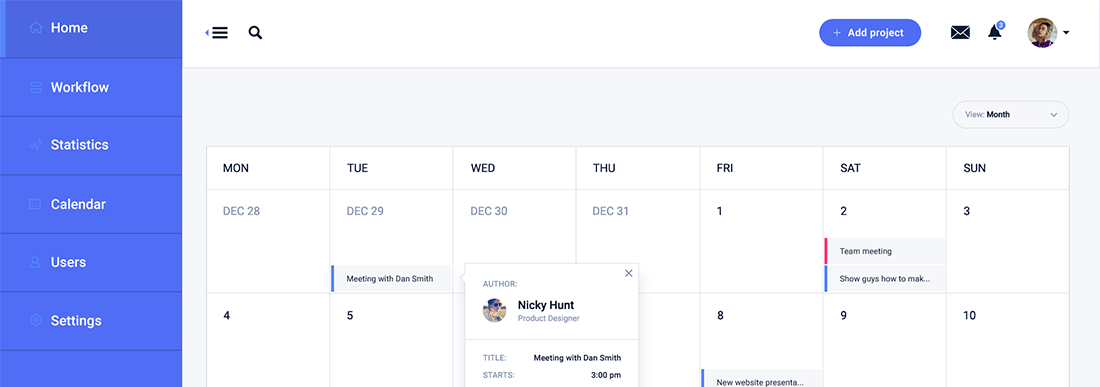 Home
Workflow
Statistics
Calendar
Users
Settings
+ Add project
3
View: Month
MON TUE WED THU FRI SAT SUN
DEC 28 DEC 29 DEC 30 DEC 31 1 2 3
Team meeting
Meeting with Dan Smith Show guys how to mak...
4 5 8 9 10
New website presenta...
AUTHOR:
Nicky Hunt
Product Designer
TITLE: Meeting with Dan Smith
STARTS: 3:00 pm